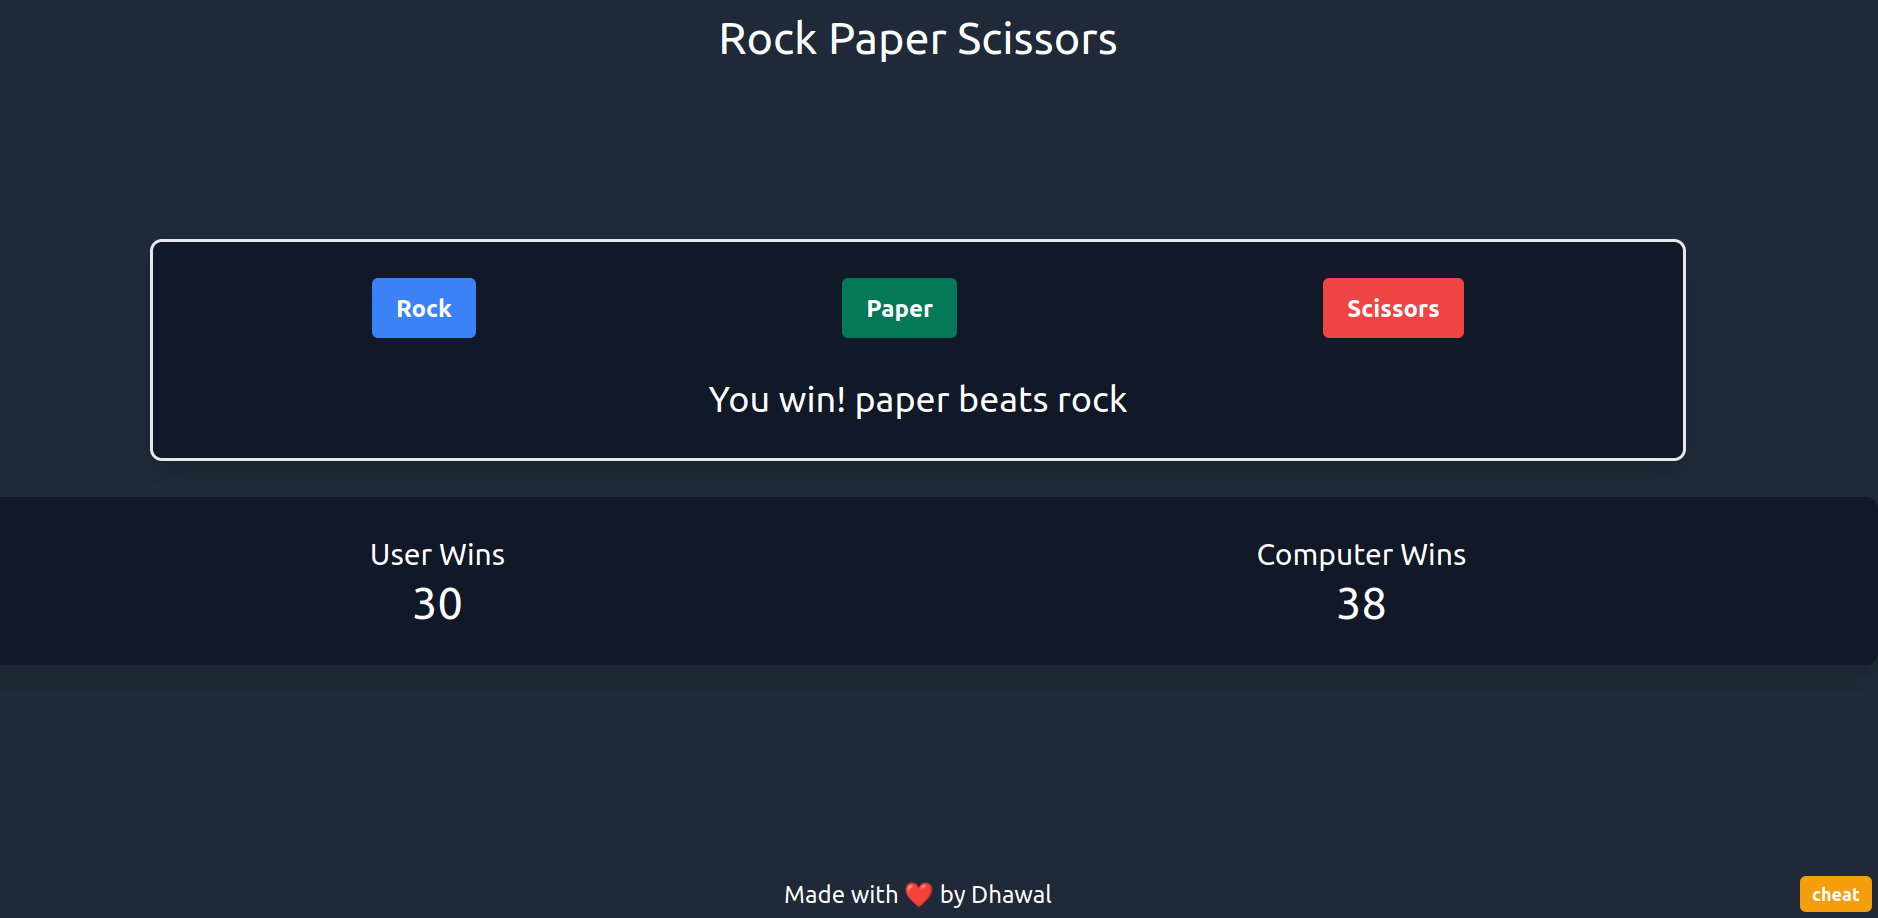 Rock Paper Scissors
Rock Paper Scissors
You win! paper beats rock
User Wins Computer Wins
30 38
Made with ❤️ by Dhawal cheat